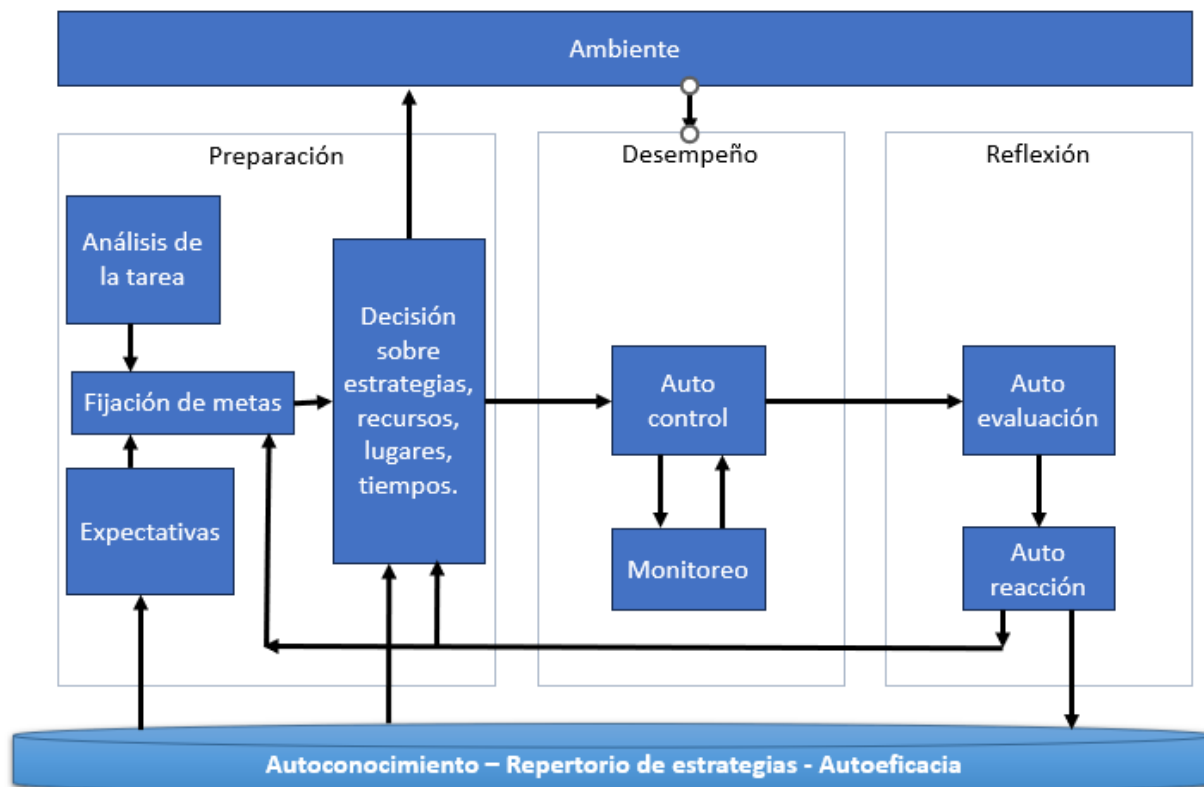 Ambiente
Preparación
Análisis de
la tarea
Fijación de metas
Expectativas
Decisión
sobre
estrategias,
recursos,
lugares,
tiempos.
Desempeño
Auto
control
Monitoreo
Reflexión
Auto
evaluación
Auto
reacción
Autoconocimiento – Repertorio de estrategias - Autoeficacia